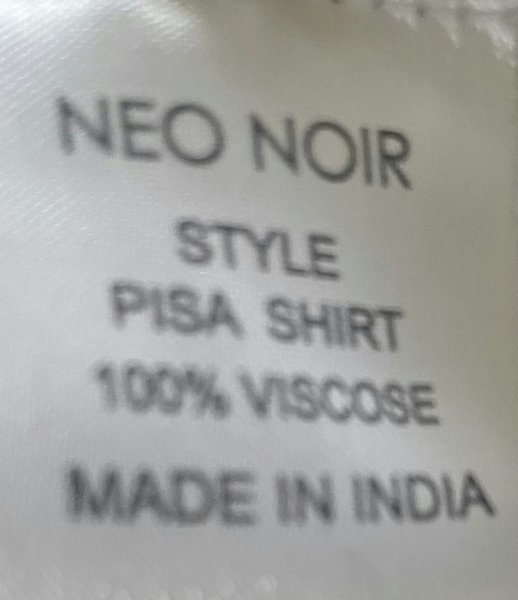 NEO NOIR
STYLE
PISA SHIRT
100% VISCOSE
MADE IN INDIA